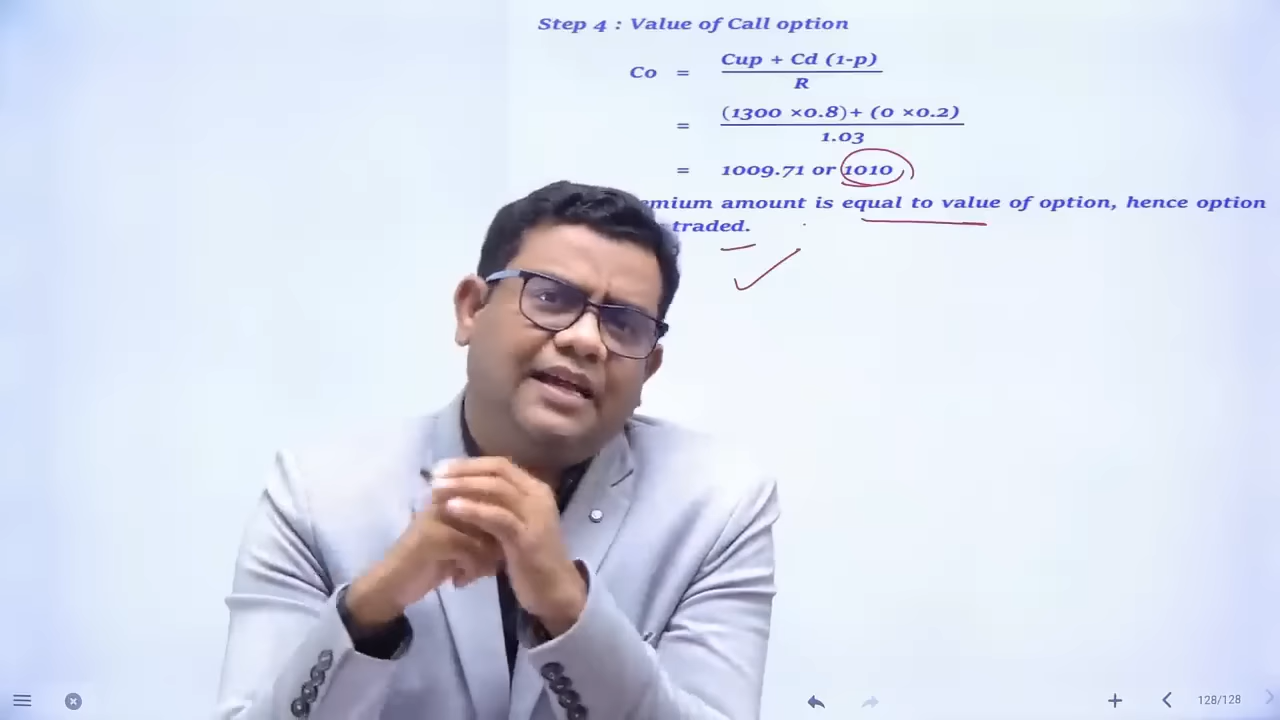 Step 4 : Value of Call option
Co = Cup + Cd (1-p)
R
= (1300 ×0.8)+ (0 ×0.2)
1.03
= 1009.71 or 1010
amount is equal to value of option, hence option
traded.
128/128